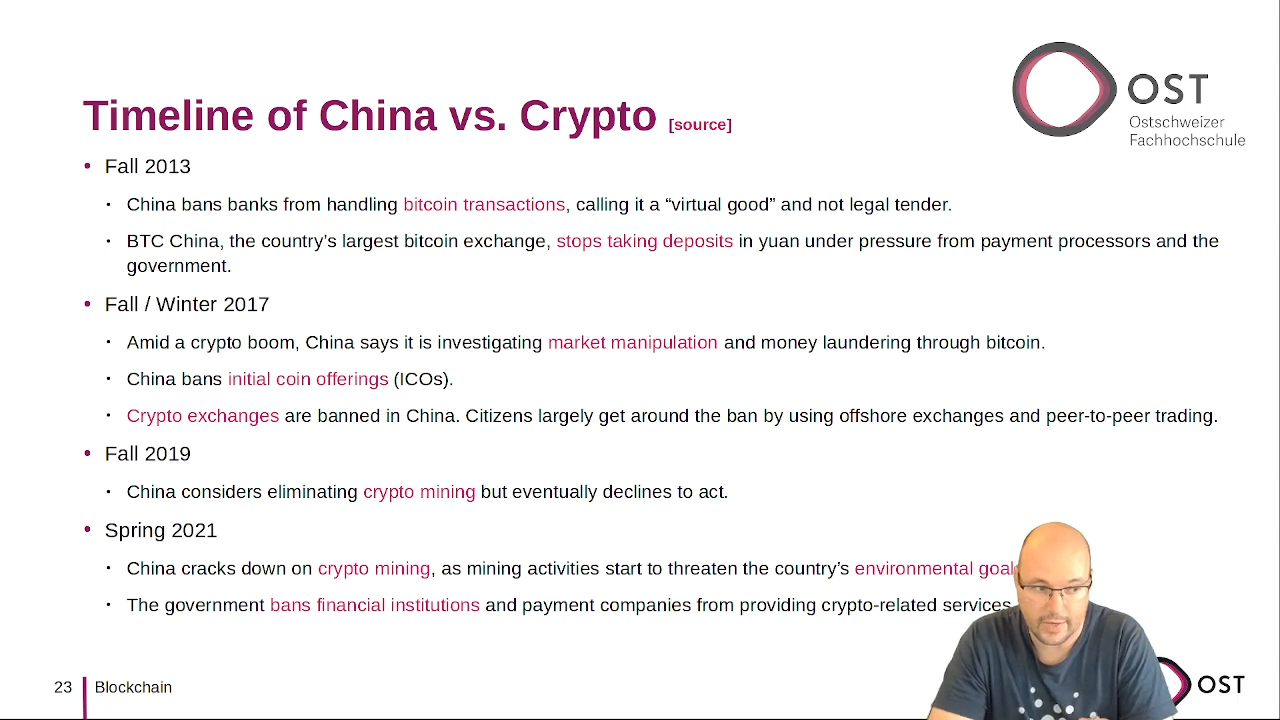 OST
Ostschweizer
Fachhochschule
Timeline of China vs. Crypto [source]
• Fall 2013
· China bans banks from handling bitcoin transactions, calling it a “virtual good” and not legal tender.
· BTC China, the country’s largest bitcoin exchange, stops taking deposits in yuan under pressure from payment processors and the
government.
• Fall / Winter 2017
· Amid a crypto boom, China says it is investigating market manipulation and money laundering through bitcoin.
· China bans initial coin offerings (ICOs).
· Crypto exchanges are banned in China. Citizens largely get around the ban by using offshore exchanges and peer-to-peer trading.
• Fall 2019
· China considers eliminating crypto mining but eventually declines to act.
• Spring 2021
· China cracks down on crypto mining, as mining activities start to threaten the country’s environmental goal
· The government bans financial institutions and payment companies from providing crypto-related services
23 Blockchain
OST